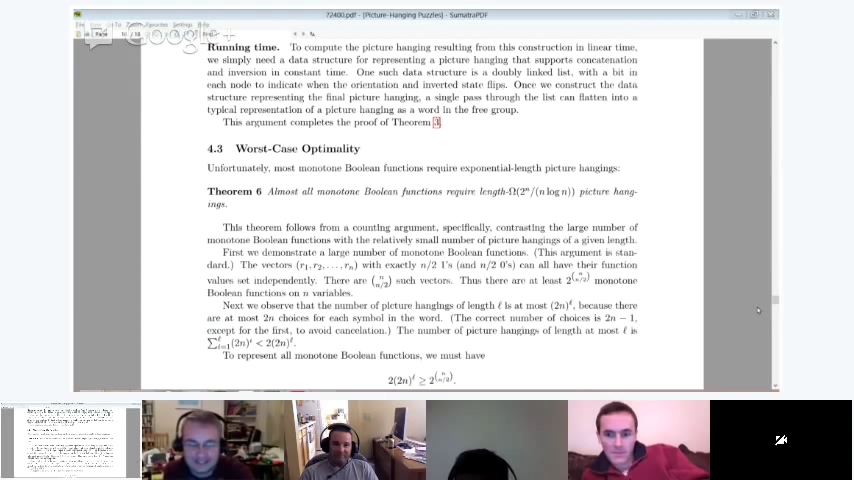 72400.pdf - [Picture-Hanging Puzzles] - SumatraPDF
Favorites Settings
Page
Google+
Running time. To compute the picture hanging resulting from this construction in linear time,
we simply need a data structure for representing a picture hanging that supports concatenation
and inversion in constant time. One such data structure is a doubly linked list, with a bit in
each node to indicate when the orientation and inverted state flips. Once we construct the data
structure representing the final picture hanging, a single pass through the list can flatten into a
typical representation of a picture hanging as a word in the free group.
This argument completes the proof of Theorem 3.
4.3 Worst-Case Optimality
Unfortunately, most monotone Boolean functions require exponential-length picture hangings:
Theorem 6 Almost all monotone Boolean functions require length-Ω(2ⁿ/(n log n)) picture hang-
ings.
This theorem follows from a counting argument, specifically, contrasting the large number of
monotone Boolean functions with the relatively small number of picture hangings of a given length.
First we demonstrate a large number of monotone Boolean functions. (This argument is stan-
dard.) The vectors (r₁, r₂, . . . , rₙ) with exactly n/2 1's (and n/2 0's) can all have their function
values set independently. There are (n n/2) such vectors. Thus there are at least 2^(n n/2) monotone
Boolean functions on n variables.
Next we observe that the number of picture hangings of length ℓ is at most (2n)^ℓ, because there
are at most 2n choices for each symbol in the word. (The correct number of choices is 2n − 1,
except for the first, to avoid cancelation.) The number of picture hangings of length at most ℓ is
∑ℓi=1(2n)^i < 2(2n)^ℓ.
To represent all monotone Boolean functions, we must have
2(2n)^ℓ ≥ 2^(n n/2).